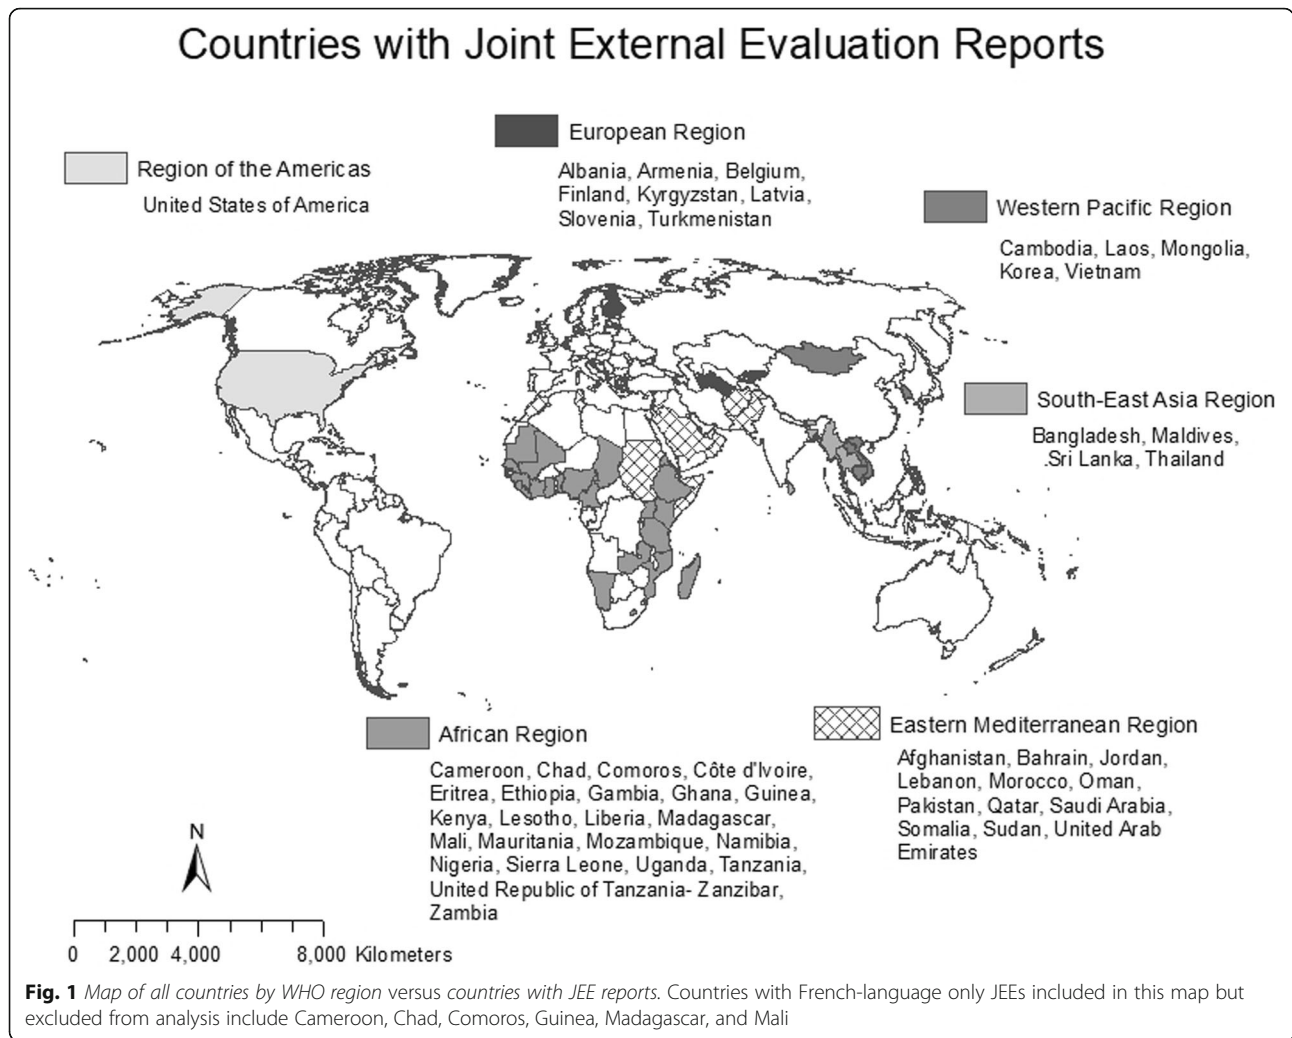 Countries with Joint External Evaluation Reports
European Region
Albania, Armenia, Belgium,
Finland, Kyrgyzstan, Latvia,
Slovenia, Turkmenistan
Region of the Americas
United States of America
Western Pacific Region
Cambodia, Laos, Mongolia,
Korea, Vietnam
South-East Asia Region
Bangladesh, Maldives,
Sri Lanka, Thailand
African Region
Cameroon, Chad, Comoros, Côte d'Ivoire,
Eritrea, Ethiopia, Gambia, Ghana, Guinea,
Kenya, Lesotho, Liberia, Madagascar,
Mali, Mauritania, Mozambique, Namibia,
Nigeria, Sierra Leone, Uganda, Tanzania,
United Republic of Tanzania- Zanzibar,
Zambia
Eastern Mediterranean Region
Afghanistan, Bahrain, Jordan,
Lebanon, Morocco, Oman,
Pakistan, Qatar, Saudi Arabia,
Somalia, Sudan, United Arab
Emirates
N
0 2,000 4,000 8,000 Kilometers
Fig. 1 Map of all countries by WHO region versus countries with JEE reports. Countries with French-language only JEEs included in this map but
excluded from analysis include Cameroon, Chad, Comoros, Guinea, Madagascar, and Mali